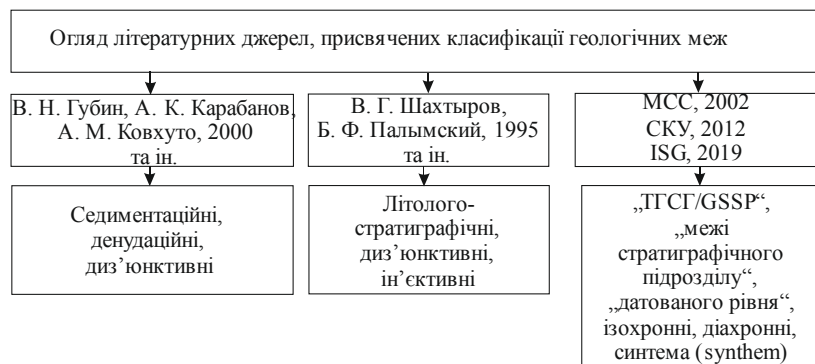 Огляд літературних джерел, присвячених класифікації геологічних меж
В. Н. Губин, А. К. Карабанов,
А. М. Ковхуто, 2000
та ін.
В. Г. Шахтыров,
Б. Ф. Палымский, 1995
та ін.
МСС, 2002
СКУ, 2012
ISG, 2019
Седиментаційні,
денудаційні,
диз’юнктивні
Літолого-
стратиграфічні,
диз’юнктивні,
ін’єктивні
„ТГСГ/GSSP“,
„межі
стратиграфічного
підрозділу“,
„датованого рівня“,
ізохронні, діахронні,
синтема (synthem)